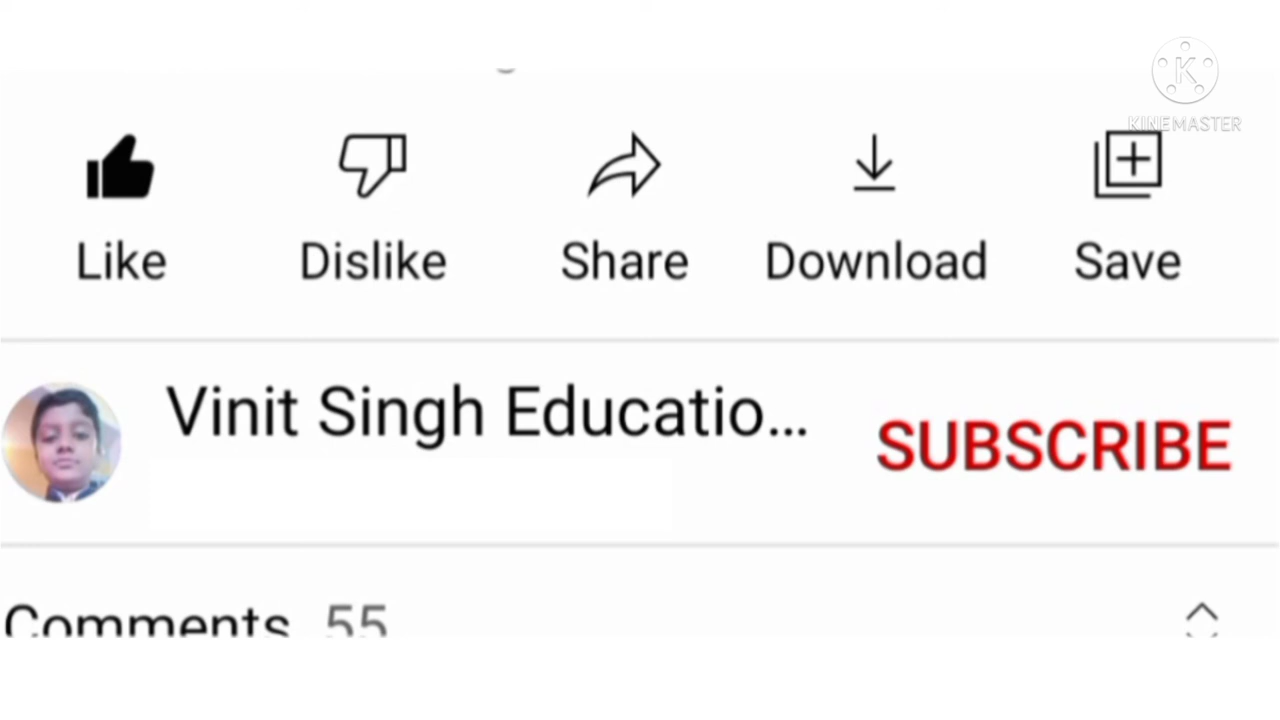 KINEMASTER
Like Dislike Share Download Save
Vinit Singh Educatio...
SUBSCRIBE
Comments 55